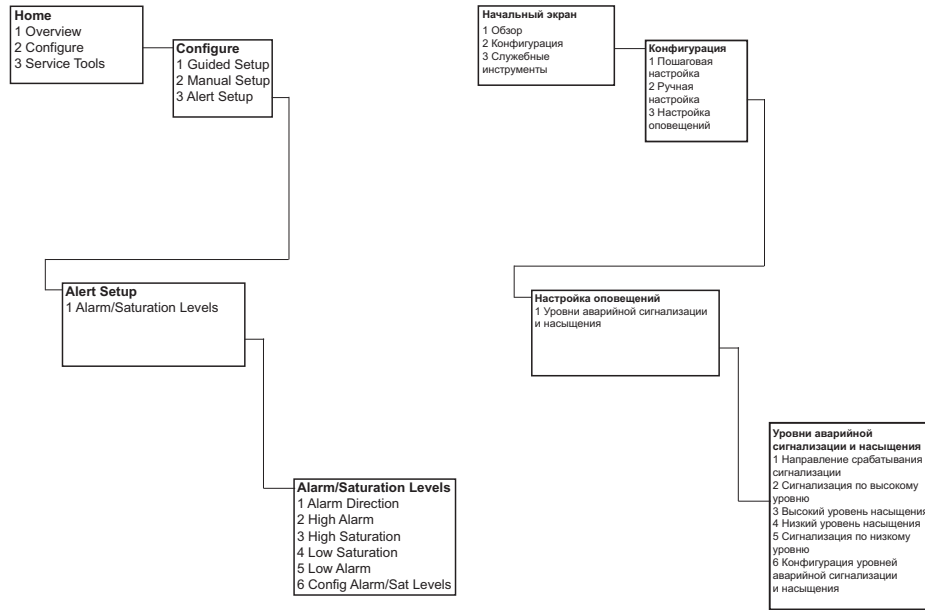 Home
1 Overview
2 Configure
3 Service Tools
Configure
1 Guided Setup
2 Manual Setup
3 Alert Setup
Alert Setup
1 Alarm/Saturation Levels
Alarm/Saturation Levels
1 Alarm Direction
2 High Alarm
3 High Saturation
4 Low Saturation
5 Low Alarm
6 Config Alarm/Sat Levels
Начальный экран
1 Обзор
2 Конфигурация
3 Служебные
инструменты
Конфигурация
1 Пошаговая
настройка
2 Ручная
настройка
3 Настройка
оповещений
Настройка оповещений
1 Уровни аварийной сигнализации
и насыщения
Уровни аварийной
сигнализации и насыщения
1 Направление срабатывания
сигнализации
2 Сигнализация по высокому
уровню
3 Высокий уровень насыщения
4 Низкий уровень насыщения
5 Сигнализация по низкому
уровню
6 Конфигурация уровней
аварийной сигнализации
и насыщения